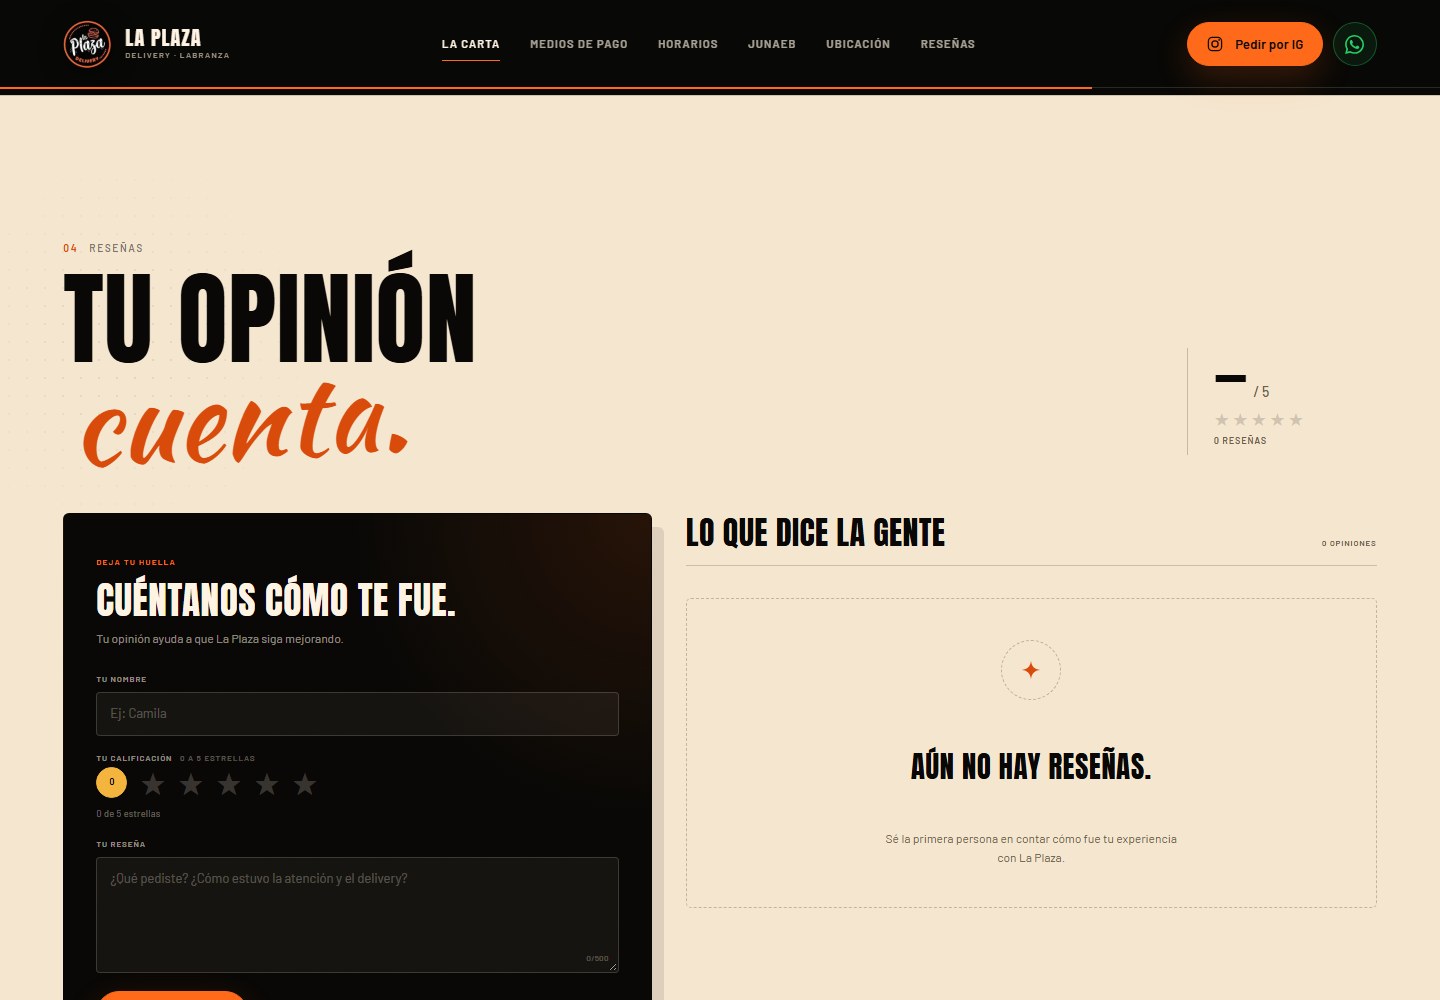 la Plaza
DELIVERY
LA PLAZA
DELIVERY · LABRANZA
LA CARTA
MEDIOS DE PAGO
HORARIOS
JUNAEB
UBICACIÓN
RESEÑAS
Pedir por IG
04 RESEÑAS
TU OPINIÓN
cuenta.
— / 5
★★★★★
0 RESEÑAS
DEJA TU HUELLA
CUÉNTANOS CÓMO TE FUE.
Tu opinión ayuda a que La Plaza siga mejorando.
TU NOMBRE
Ej: Camila
TU CALIFICACIÓN 0 A 5 ESTRELLAS
0 ★ ★ ★ ★ ★
0 de 5 estrellas
TU RESEÑA
¿Qué pediste? ¿Cómo estuvo la atención y el delivery?
0/500
LO QUE DICE LA GENTE
0 OPINIONES
AÚN NO HAY RESEÑAS.
Sé la primera persona en contar cómo fue tu experiencia
con La Plaza.